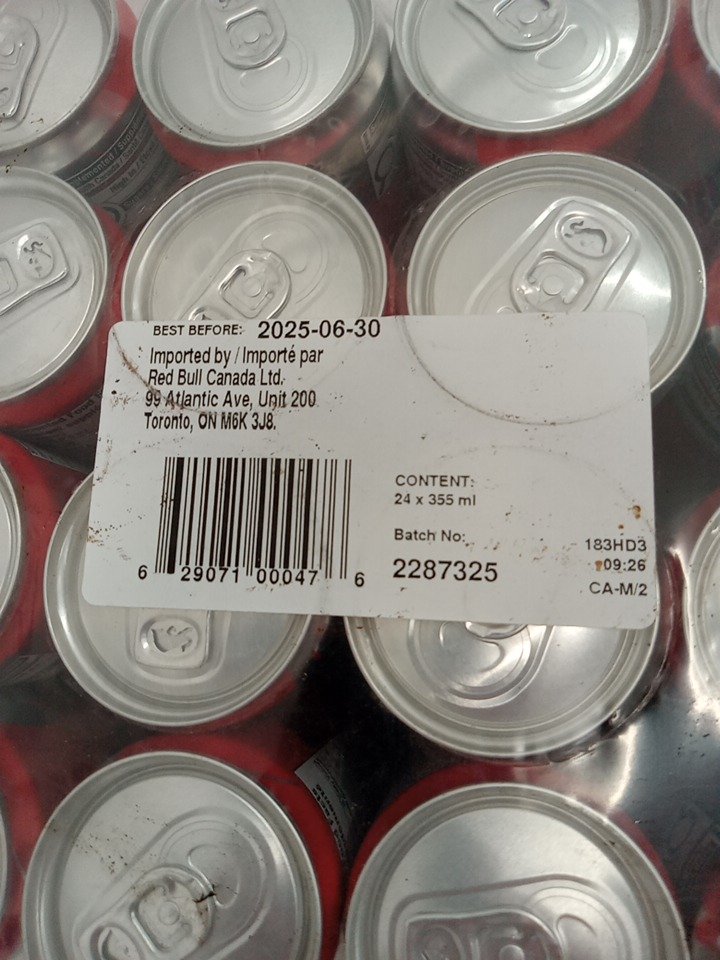 BEST BEFORE: 2025-06-30
Imported by / Importé par
Red Bull Canada Ltd.
99 Atlantic Ave, Unit 200
Toronto, ON M6K 3J8.
CONTENT:
24 x 355 ml
Batch No:
2287325
183HD3
09:26
CA-M/2
6 29071 00047 6